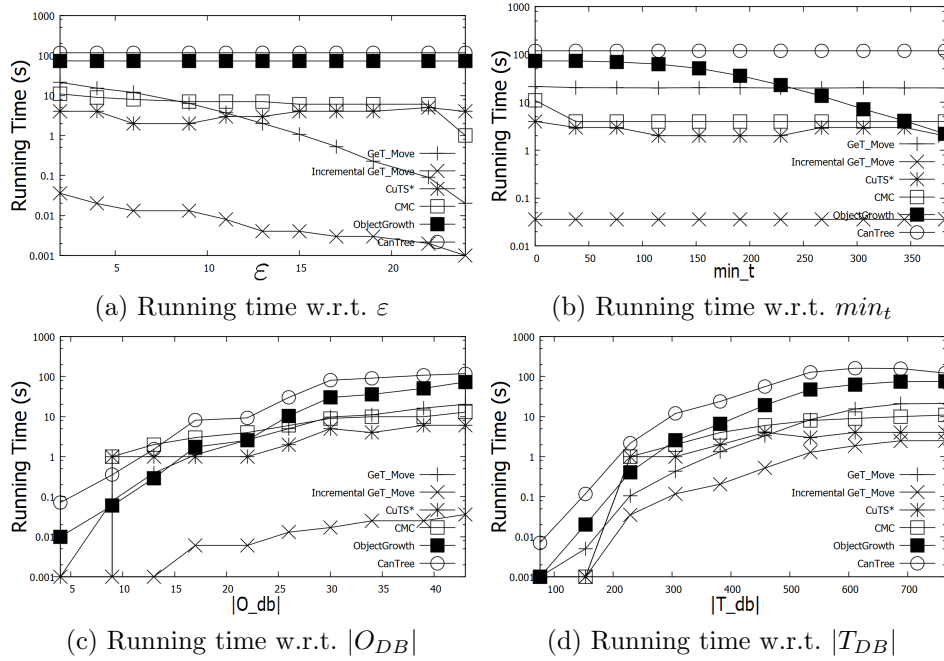 1000
100
10
1
0.1
0.01
0.001
Running Time (s)
5
10
15
20
ε
GeT_Move
Incremental GeT_Move
CuTS*
CMC
ObjectGrowth
CanTree
(a) Running time w.r.t. ε
1000
100
10
1
0.1
0.01
Running Time (s)
0
50
100
150
200
250
300
350
min_t
GeT_Move
Incremental GeT_Move
CuTS*
CMC
ObjectGrowth
CanTree
(b) Running time w.r.t. min_t
1000
100
10
1
0.1
0.01
0.001
Running Time (s)
5
10
15
20
25
30
35
40
|O_db|
GeT_Move
Incremental GeT_Move
CuTS*
CMC
ObjectGrowth
CanTree
(c) Running time w.r.t. |O_DB|
1000
100
10
1
0.1
0.01
0.001
Running Time (s)
100
200
300
400
500
600
700
|T_db|
GeT_Move
Incremental GeT_Move
CuTS*
CMC
ObjectGrowth
CanTree
(d) Running time w.r.t. |T_DB|